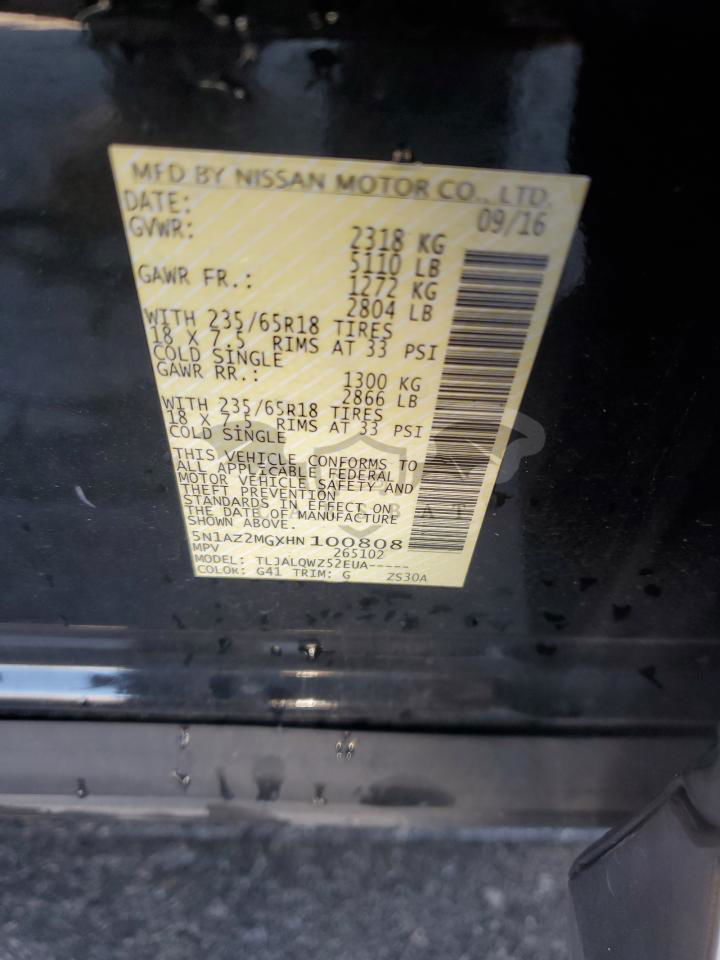 MFD BY NISSAN MOTOR CO., LTD.
DATE: 09/16
GVWR: 2318 KG
5110 LB
GAWR FR.: 1272 KG
2804 LB
WITH 235/65R18 TIRES
18 X 7.5 RIMS AT 33 PSI
COLD SINGLE
GAWR RR.: 1300 KG
2866 LB
WITH 235/65R18 TIRES
18 X 7.5 RIMS AT 33 PSI
COLD SINGLE
THIS VEHICLE CONFORMS TO
ALL APPLICABLE FEDERAL
MOTOR VEHICLE SAFETY AND
THEFT PREVENTION
STANDARDS IN EFFECT ON
THE DATE OF MANUFACTURE
SHOWN ABOVE.
5N1AZ2MGXHN100808
MPV 265102
MODEL: TLJALQWZ52EUA-----
COLOR: G41 TRIM: G ZS30A